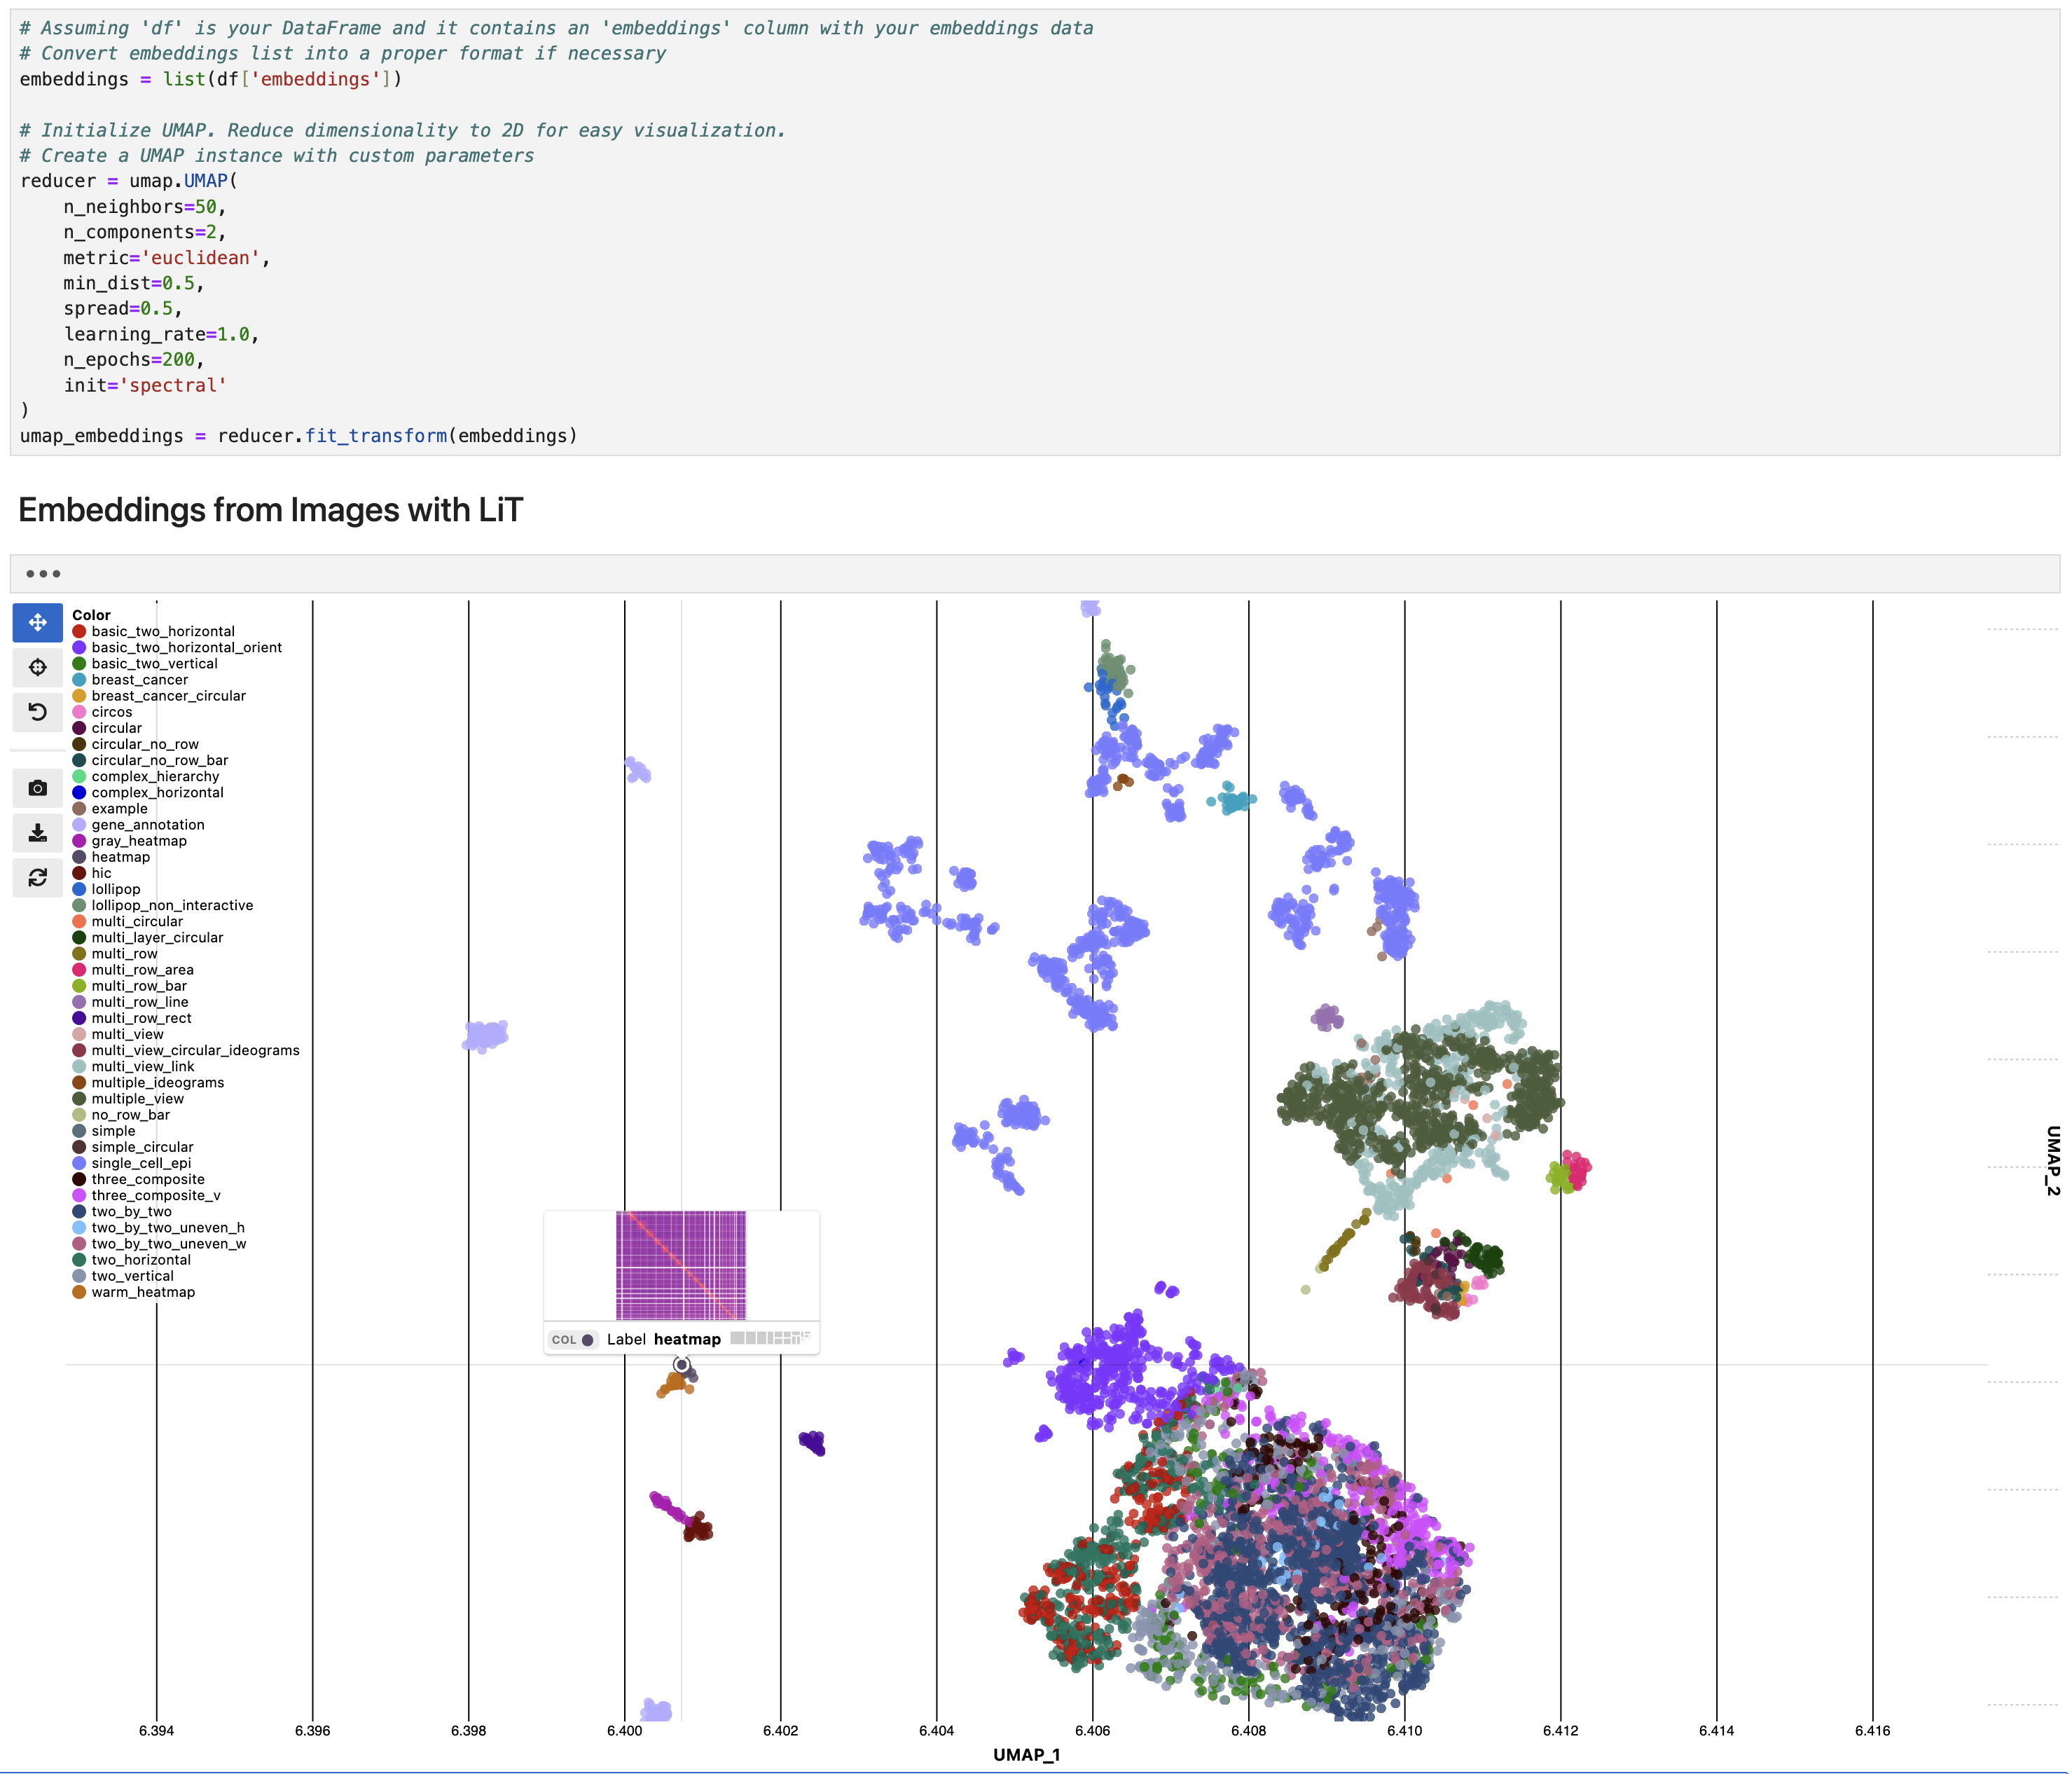 # Assuming 'df' is your DataFrame and it contains an 'embeddings' column with your embeddings data
# Convert embeddings list into a proper format if necessary
embeddings = list(df['embeddings'])
# Initialize UMAP. Reduce dimensionality to 2D for easy visualization.
# Create a UMAP instance with custom parameters
reducer = umap.UMAP(
n_neighbors=50,
n_components=2,
metric='euclidean',
min_dist=0.5,
spread=0.5,
learning_rate=1.0,
n_epochs=200,
init='spectral'
)
umap_embeddings = reducer.fit_transform(embeddings)
Embeddings from Images with LiT
Color
basic_two_horizontal
basic_two_horizontal_orient
basic_two_vertical
breast_cancer
breast_cancer_circular
circos
circular
circular_no_row
circular_no_row_bar
complex_hierarchy
complex_horizontal
example
gene_annotation
gray_heatmap
heatmap
hic
lollipop
lollipop_non_interactive
multi_circular
multi_layer_circular
multi_row
multi_row_area
multi_row_bar
multi_row_line
multi_row_rect
multi_view
multi_view_circular_ideograms
multi_view_link
multiple_ideograms
multiple_view
no_row_bar
simple
simple_circular
single_cell_epi
three_composite
three_composite_v
two_by_two
two_by_two_uneven_h
two_by_two_uneven_w
two_horizontal
two_vertical
warm_heatmap
COL Label heatmap
UMAP_2
6.394 6.396 6.398 6.400 6.402 6.404 6.406 6.408 6.410 6.412 6.414 6.416
UMAP_1